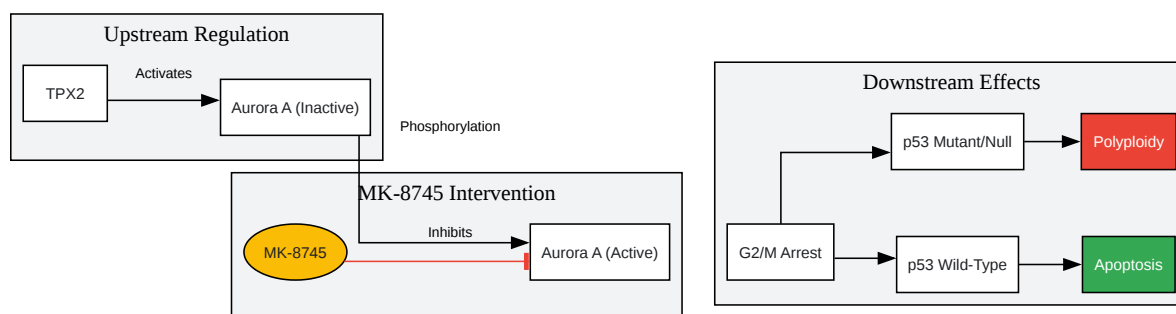 Upstream Regulation
TPX2
Activates
Aurora A (Inactive)
Phosphorylation
MK-8745 Intervention
MK-8745
Inhibits
Aurora A (Active)
Downstream Effects
p53 Mutant/Null
Polyploidy
G2/M Arrest
p53 Wild-Type
Apoptosis